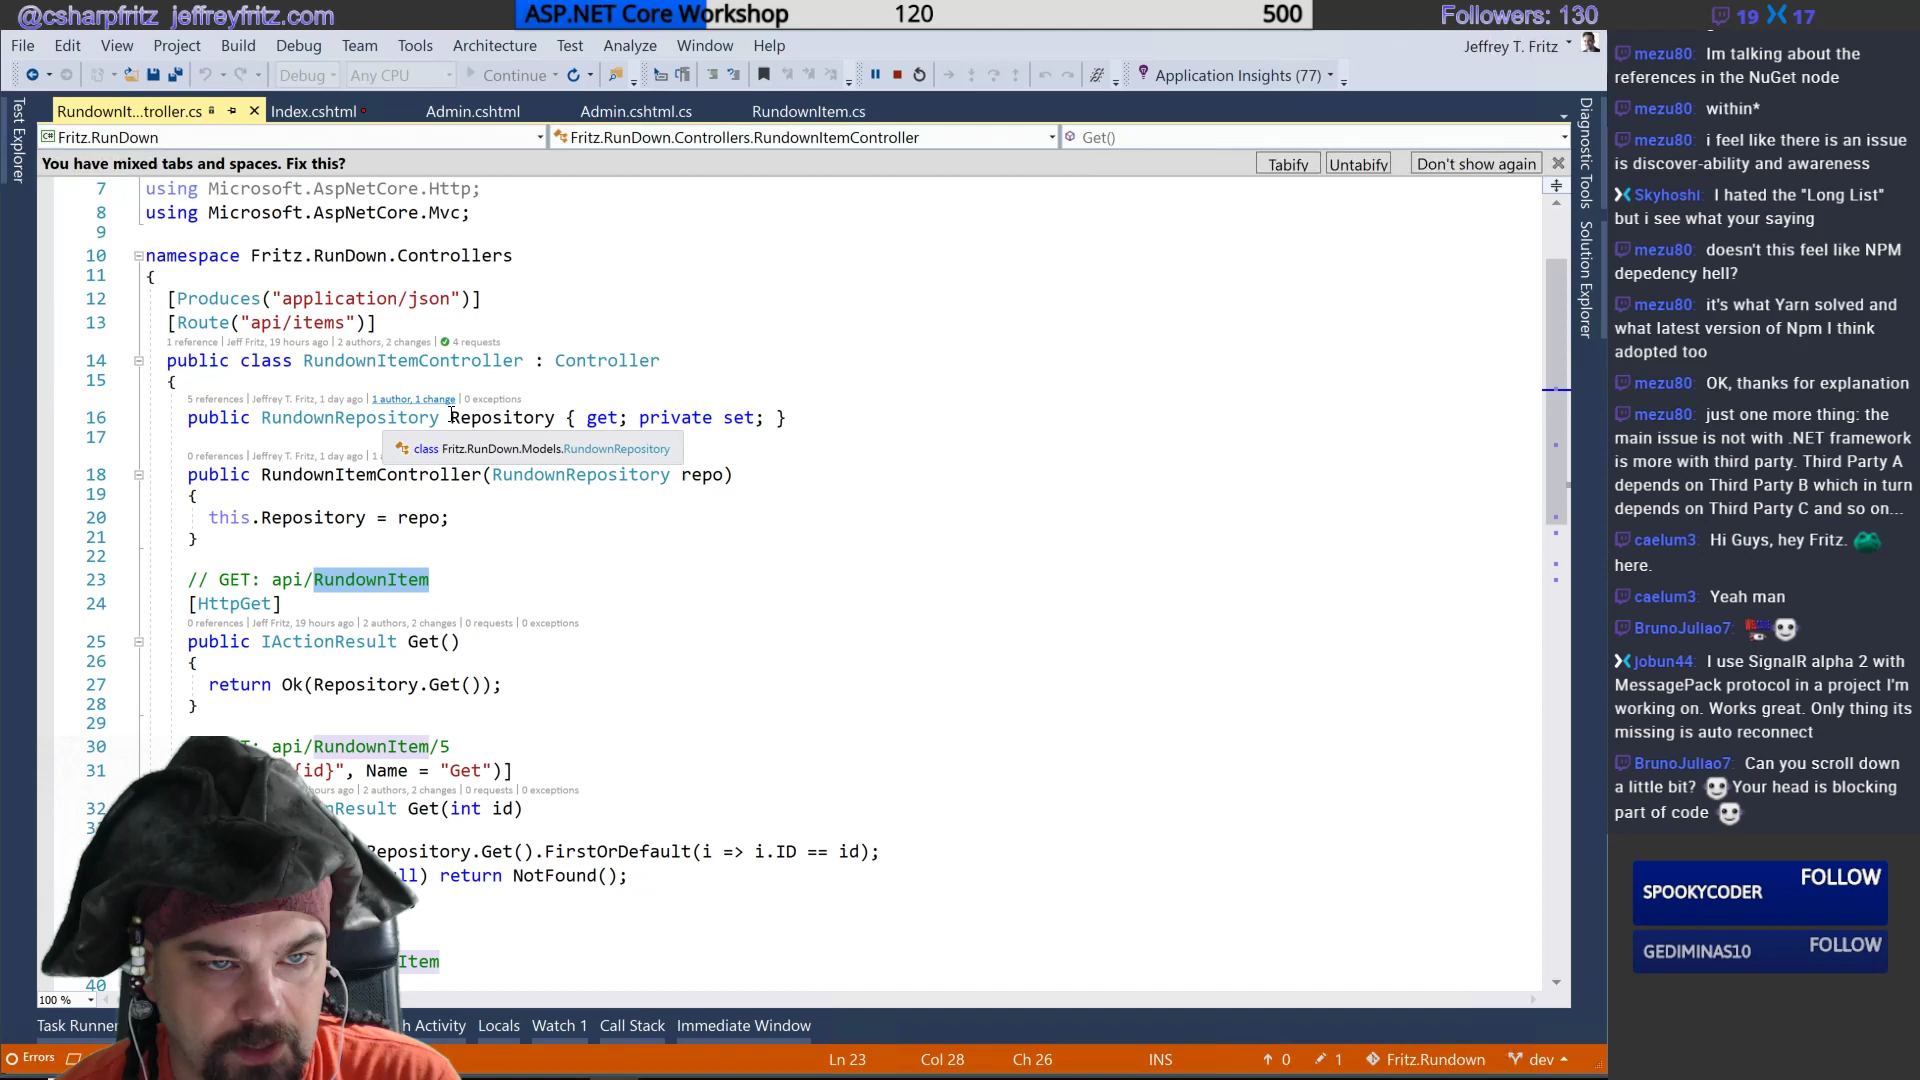 @csharpfritz jeffreyfritz.com
ASP.NET Core Workshop 120 500
Followers: 130
19 17
File Edit View Project Build Debug Team Tools Architecture Test Analyze Window Help
Jeffrey T. Fritz
Debug Any CPU Continue Application Insights (77)
Test Explorer
RundownIt...troller.cs Index.cshtml Admin.cshtml Admin.cshtml.cs RundownItem.cs
Fritz.RunDown Fritz.RunDown.Controllers.RundownItemController Get()
You have mixed tabs and spaces. Fix this? Tabify Untabify Don't show again
7 using Microsoft.AspNetCore.Http;
8 using Microsoft.AspNetCore.Mvc;
9
10 namespace Fritz.RunDown.Controllers
11 {
12 [Produces("application/json")]
13 [Route("api/items")]
1 reference | Jeff Fritz, 19 hours ago | 2 authors, 2 changes | 4 requests
14 public class RundownItemController : Controller
15 {
5 references | Jeffrey T. Fritz, 1 day ago | 1 author, 1 change | 0 exceptions
16 public RundownRepository Repository { get; private set; }
17
class Fritz.RunDown.Models.RundownRepository
0 references | Jeffrey T. Fritz, 1 day ago | 1
18 public RundownItemController(RundownRepository repo)
19 {
20 this.Repository = repo;
21 }
22
23 // GET: api/RundownItem
24 [HttpGet]
0 references | Jeff Fritz, 19 hours ago | 2 authors, 2 changes | 0 requests | 0 exceptions
25 public IActionResult Get()
26 {
27 return Ok(Repository.Get());
28 }
29
30 api/RundownItem/5
31 {id}", Name = "Get")]
hours ago | 2 authors, 2 changes | 0 requests | 0 exceptions
32 Result Get(int id)
Repository.Get().FirstOrDefault(i => i.ID == id);
ll) return NotFound();
Item
40
100 %
Task Runner h Activity Locals Watch 1 Call Stack Immediate Window
Errors Ln 23 Col 28 Ch 26 INS 0 1 Fritz.Rundown dev
Diagnostic Tools
Solution Explorer
mezu80: Im talking about the
references in the NuGet node
mezu80: within*
mezu80: i feel like there is an issue
is discover-ability and awareness
Skyhoshi: I hated the "Long List"
but i see what your saying
mezu80: doesn't this feel like NPM
depedency hell?
mezu80: it's what Yarn solved and
what latest version of Npm I think
adopted too
mezu80: OK, thanks for explanation
mezu80: just one more thing: the
main issue is not with .NET framework
is more with third party. Third Party A
depends on Third Party B which in turn
depends on Third Party C and so on...
caelum3: Hi Guys, hey Fritz.
here.
caelum3: Yeah man
BrunoJuliao7:
jobun44: I use SignalR alpha 2 with
MessagePack protocol in a project I'm
working on. Works great. Only thing its
missing is auto reconnect
BrunoJuliao7: Can you scroll down
a little bit? Your head is blocking
part of code
SPOOKYCODER FOLLOW
GEDIMINAS10 FOLLOW